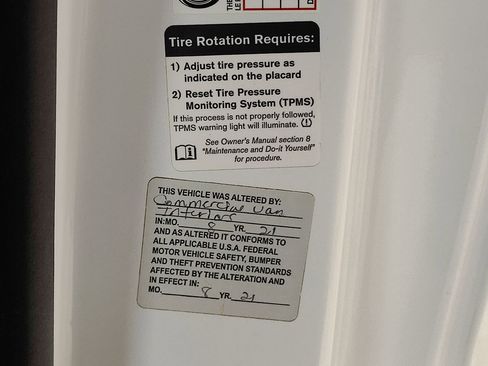 Tire Rotation Requires:
1) Adjust tire pressure as
indicated on the placard
2) Reset Tire Pressure
Monitoring System (TPMS)
If this process is not properly followed,
TPMS warning light will illuminate. (!)
See Owner's Manual section 8
"Maintenance and Do-it Yourself"
for procedure.
THIS VEHICLE WAS ALTERED BY:
Commercial Van
Interiors
IN:MO. 8 YR. 21
AND AS ALTERED IT CONFORMS TO
ALL APPLICABLE U.S.A. FEDERAL
MOTOR VEHICLE SAFETY, BUMPER
AND THEFT PREVENTION STANDARDS
AFFECTED BY THE ALTERATION AND
IN EFFECT IN:
MO. 8 YR. 21